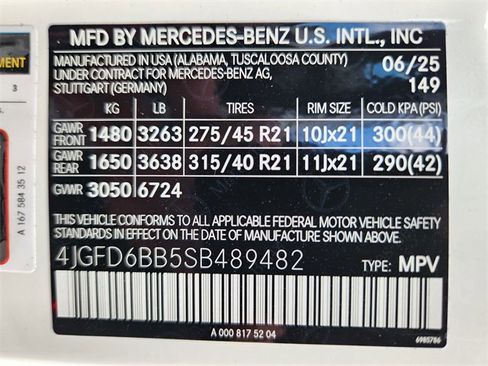 MFD BY MERCEDES-BENZ U.S. INTL., INC
MANUFACTURED IN USA (ALABAMA, TUSCALOOSA COUNTY) 06/25
UNDER CONTRACT FOR MERCEDES-BENZ AG, 149
STUTTGART (GERMANY)
KG LB TIRES RIM SIZE COLD KPA (PSI)
GAWR FRONT 1480 3263 275/45 R21 10Jx21 300(44)
GAWR REAR 1650 3638 315/40 R21 11Jx21 290(42)
GVWR 3050 6724
THIS VEHICLE CONFORMS TO ALL APPLICABLE FEDERAL MOTOR VEHICLE SAFETY
STANDARDS IN EFFECT ON THE DATE OF MANUFACTURE SHOWN ABOVE.
4JGFD6BB5SB489482 TYPE: MPV
A 000 817 52 04
6985786
3
A 167 584 35 12